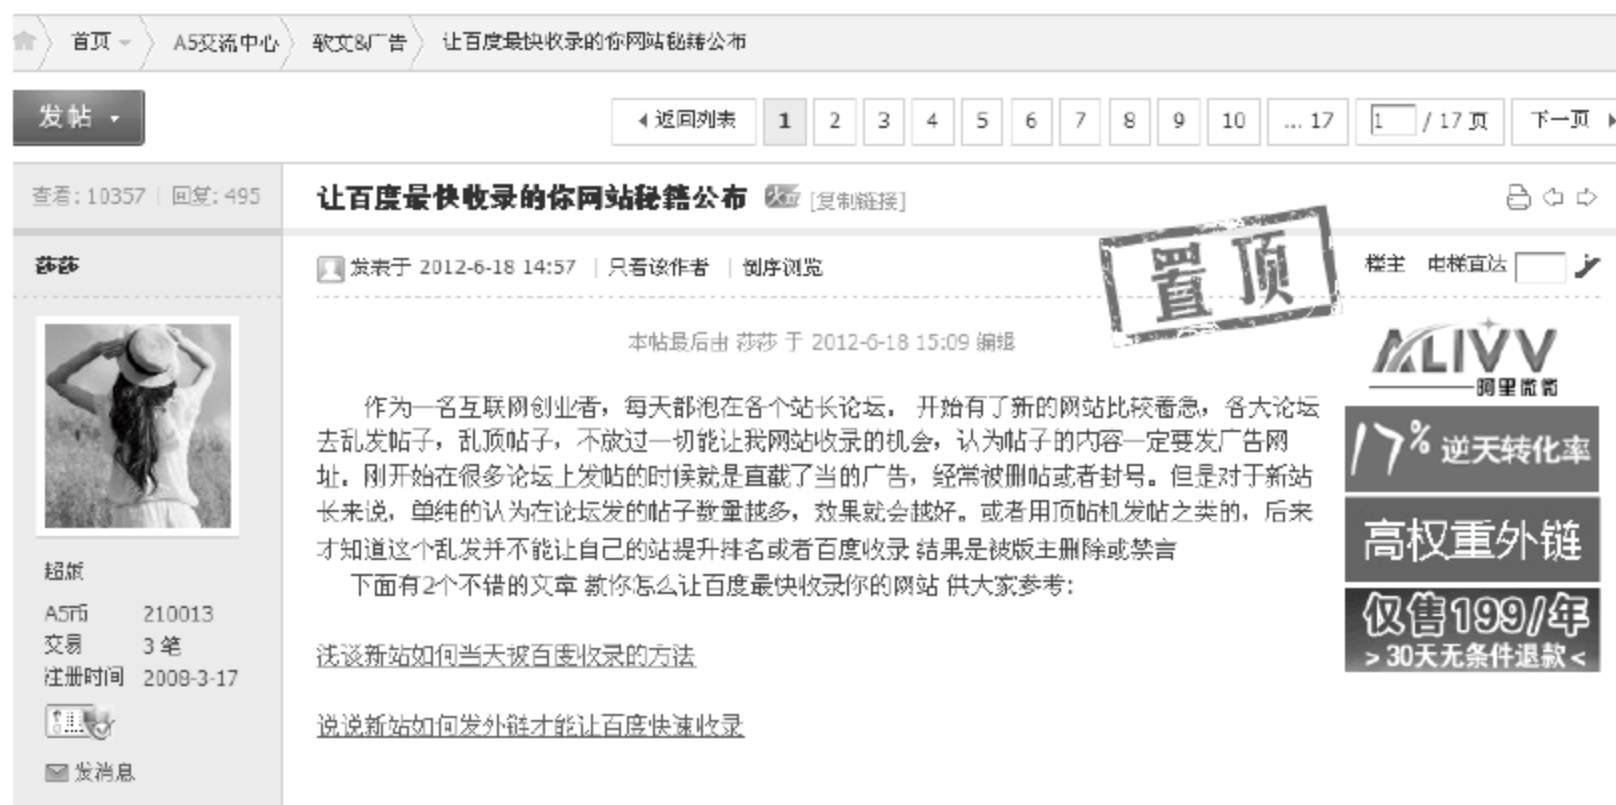 首页
A5交流中心
软文&广告
让百度最快收录的你网站秘籍公布
发帖
返回列表 1 2 3 4 5 6 7 8 9 10 ... 17 1 / 17 页 下一页
查看: 10357 | 回复: 495
让百度最快收录的你网站秘籍公布 [复制链接]
置顶
莎莎
发表于 2012-6-18 14:57 | 只看该作者 | 倒序浏览
楼主 电梯直达
本帖最后由 莎莎 于 2012-6-18 15:09 编辑
作为一名互联网创业者，每天都泡在各个站长论坛， 开始有了新的网站比较着急，各大论坛
去乱发帖子，乱顶帖子，不放过一切能让我网站收录的机会，认为帖子的内容一定要发广告网
址。刚开始在很多论坛上发帖的时候就是直截了当的广告，经常被删帖或者封号。但是对于新站
长来说，单纯的认为在论坛发的帖子数量越多，效果就会越好。或者用顶帖机发帖之类的，后来
才知道这个乱发并不能让自己的站提升排名或者百度收录 结果是被版主删除或禁言
下面有2个不错的文章 教你怎么让百度最快收录你的网站 供大家参考:
浅谈新站如何当天被百度收录的方法
说说新站如何发外链才能让百度快速收录
超版
A5币 210013
交易 3 笔
注册时间 2008-3-17
发消息
ALIVV
阿里微微
17% 逆天转化率
高权重外链
仅售199/年
>30天无条件退款<